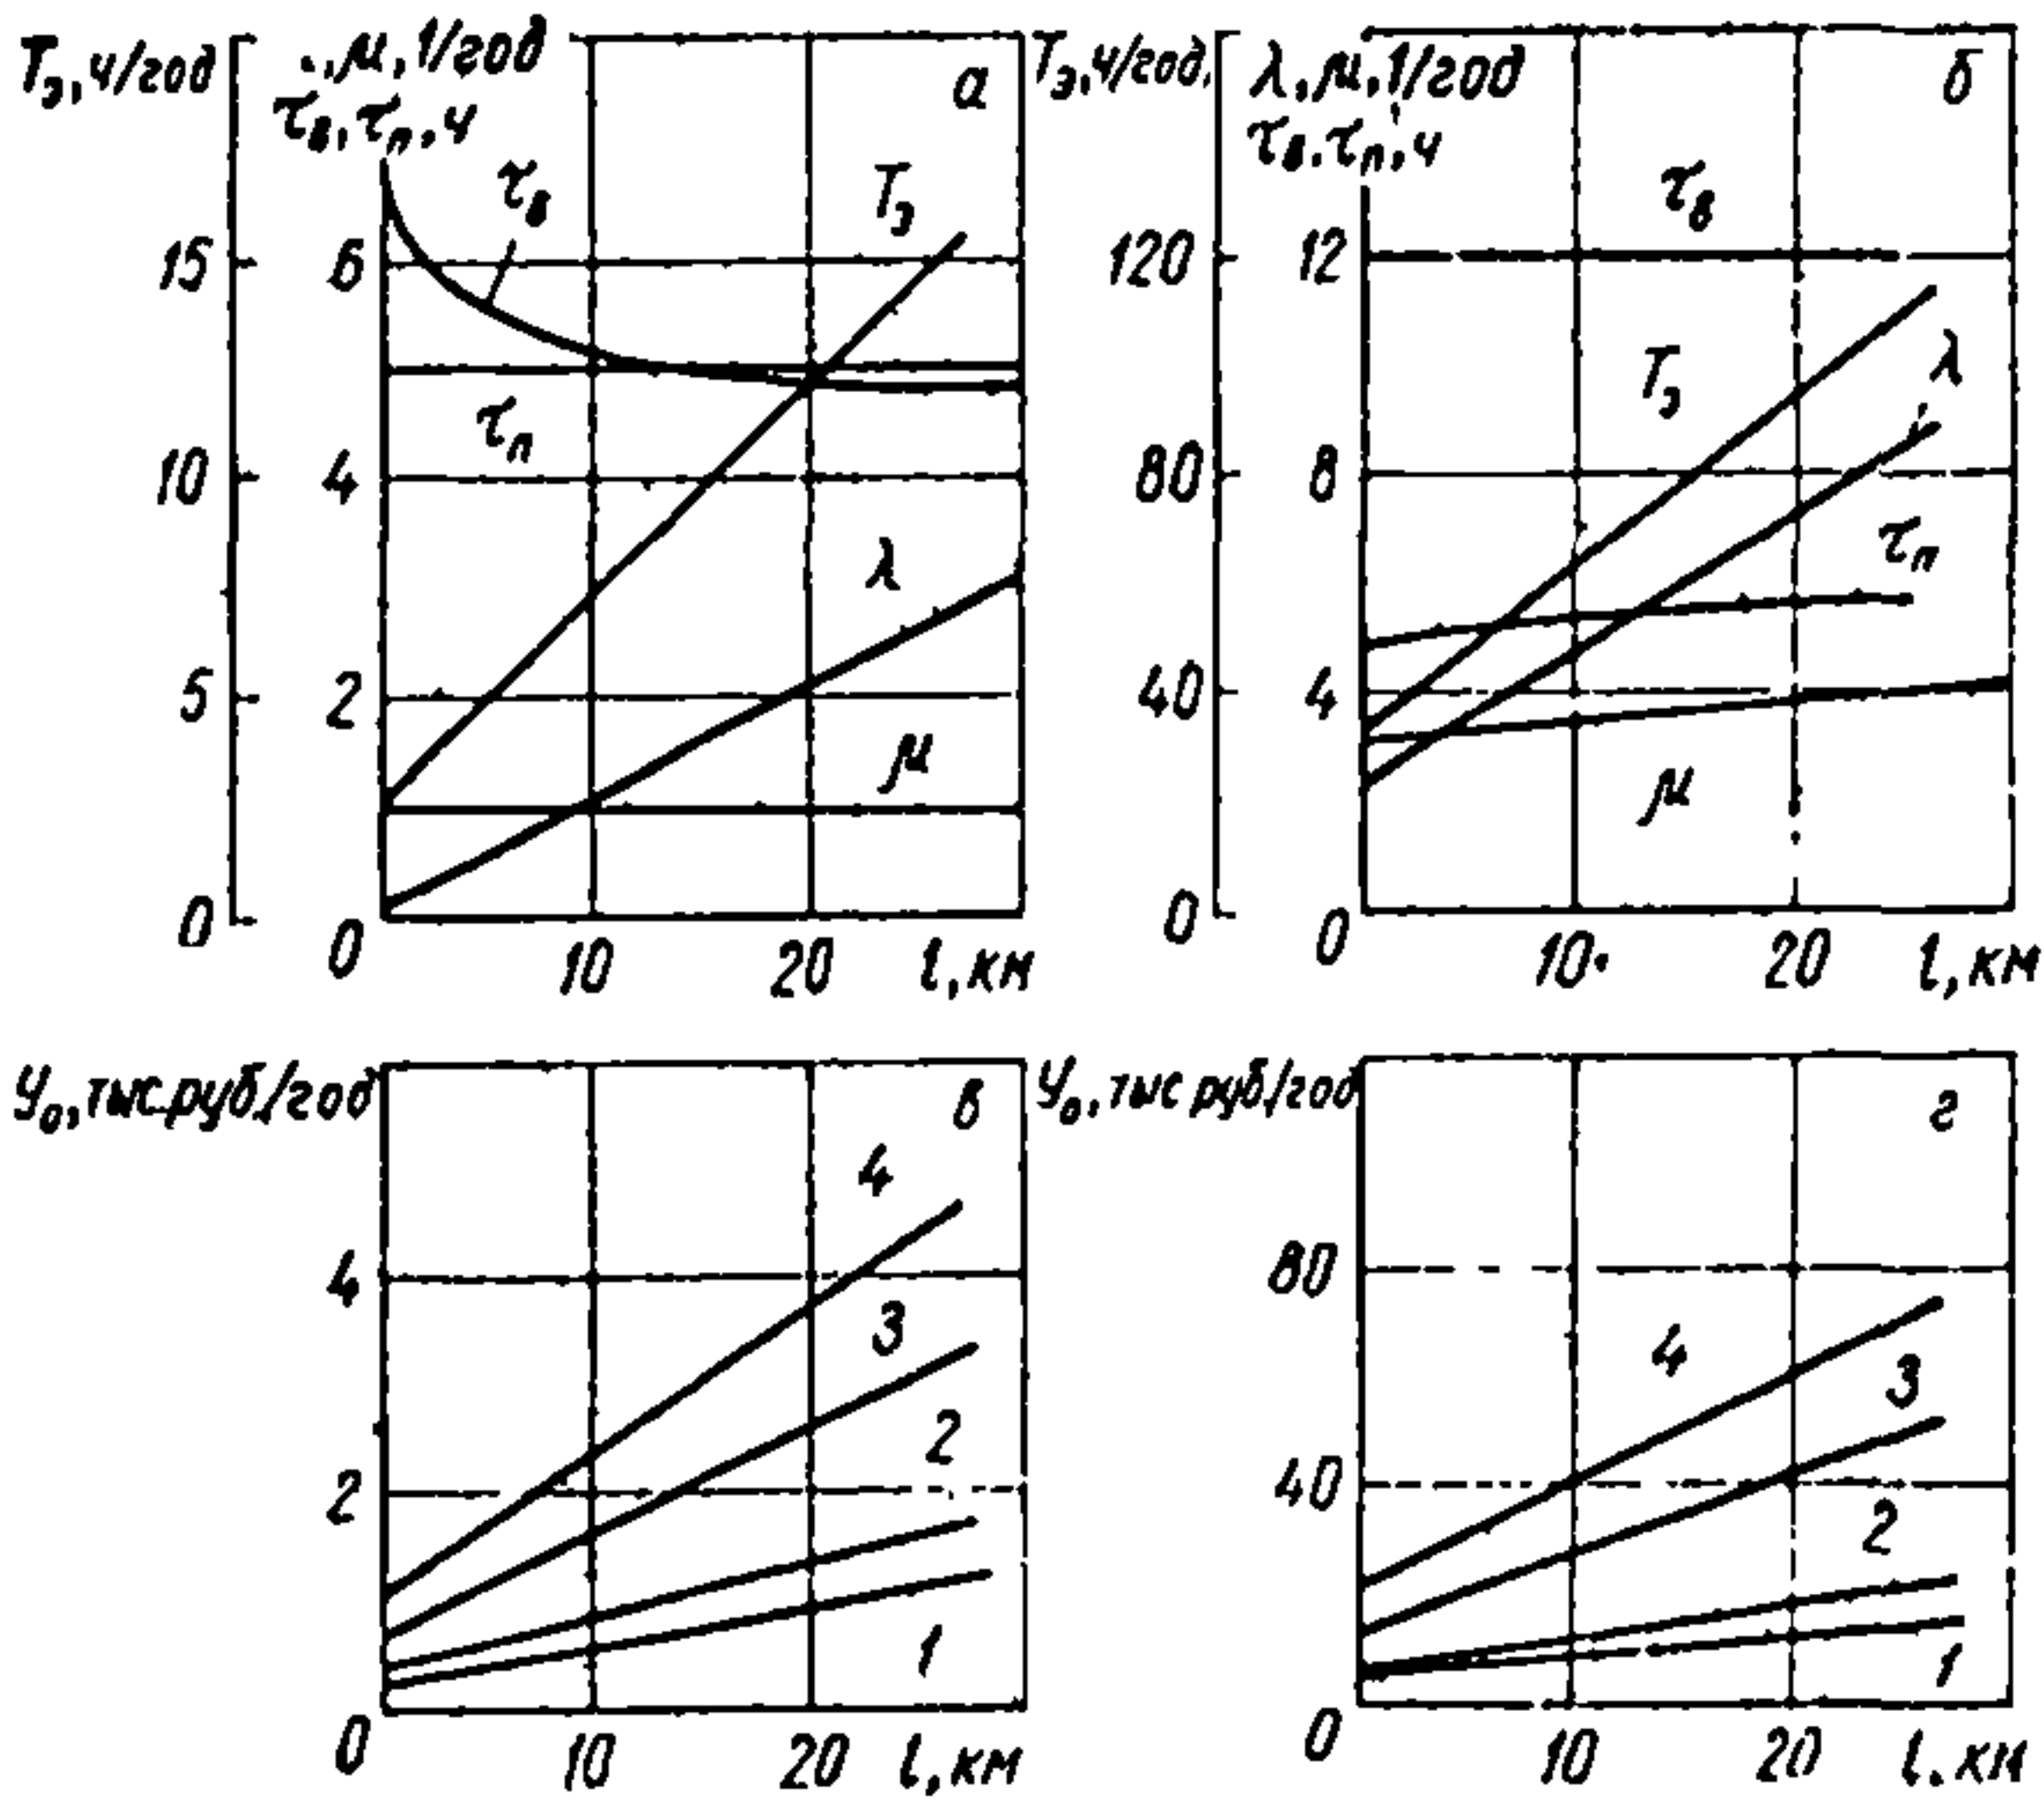 Tэ, ч/год
., μ, 1/год
τв, τп, ч
а
τв
Tэ
15
6
τп
10
4
λ
5
2
μ
0
0
10
20
l, км
Tэ, ч/год.
λ, μ, 1/год
τв. τп, ч
б
τв
120
12
Tэ
λ
80
8
τп
40
4
μ
0
0
10
20
l, км
Уо, тыс.руб./год
в
4
4
3
2
2
1
0
10
20
l, км
Уо, тыс руб./год
г
80
4
3
40
2
1
0
10
20
l. км